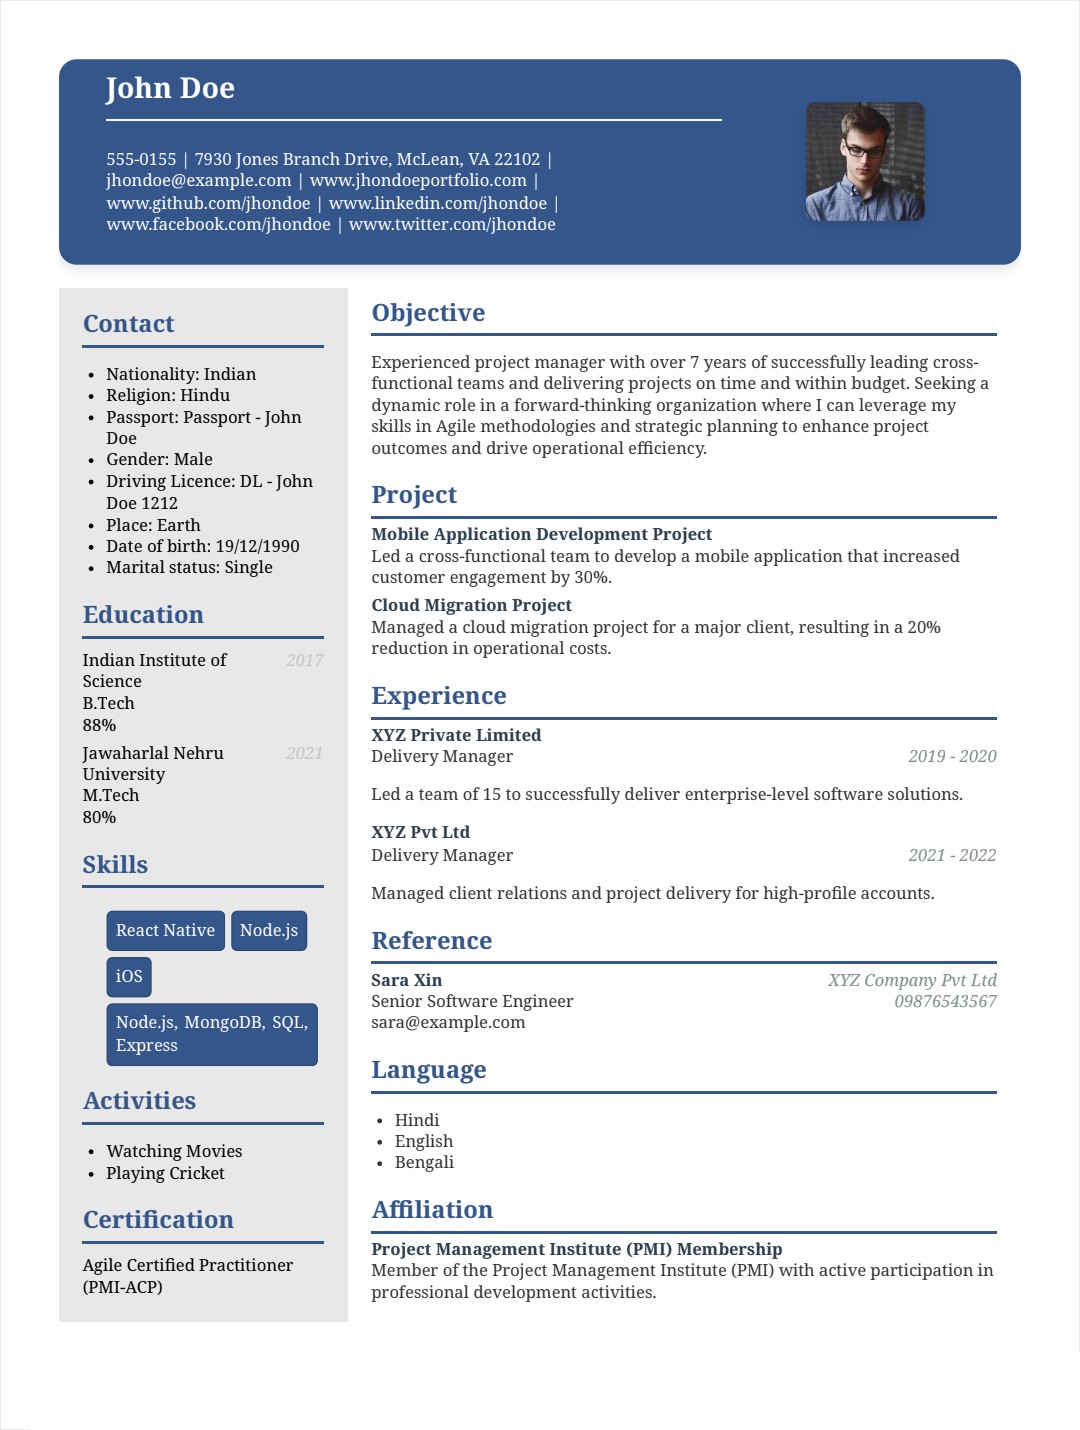 John Doe
555-0155 | 7930 Jones Branch Drive, McLean, VA 22102 |
jhondoe@example.com | www.jhondoeportfolio.com |
www.github.com/jhondoe | www.linkedin.com/jhondoe |
www.facebook.com/jhondoe | www.twitter.com/jhondoe
Contact
• Nationality: Indian
• Religion: Hindu
• Passport: Passport - John
Doe
• Gender: Male
• Driving Licence: DL - John
Doe 1212
• Place: Earth
• Date of birth: 19/12/1990
• Marital status: Single
Education
Indian Institute of 2017
Science
B.Tech
88%
Jawaharlal Nehru 2021
University
M.Tech
80%
Skills
React Native Node.js
iOS
Node.js, MongoDB, SQL,
Express
Activities
• Watching Movies
• Playing Cricket
Certification
Agile Certified Practitioner
(PMI-ACP)
Objective
Experienced project manager with over 7 years of successfully leading cross-
functional teams and delivering projects on time and within budget. Seeking a
dynamic role in a forward-thinking organization where I can leverage my
skills in Agile methodologies and strategic planning to enhance project
outcomes and drive operational efficiency.
Project
Mobile Application Development Project
Led a cross-functional team to develop a mobile application that increased
customer engagement by 30%.
Cloud Migration Project
Managed a cloud migration project for a major client, resulting in a 20%
reduction in operational costs.
Experience
XYZ Private Limited
Delivery Manager 2019 - 2020
Led a team of 15 to successfully deliver enterprise-level software solutions.
XYZ Pvt Ltd
Delivery Manager 2021 - 2022
Managed client relations and project delivery for high-profile accounts.
Reference
Sara Xin XYZ Company Pvt Ltd
Senior Software Engineer 09876543567
sara@example.com
Language
• Hindi
• English
• Bengali
Affiliation
Project Management Institute (PMI) Membership
Member of the Project Management Institute (PMI) with active participation in
professional development activities.